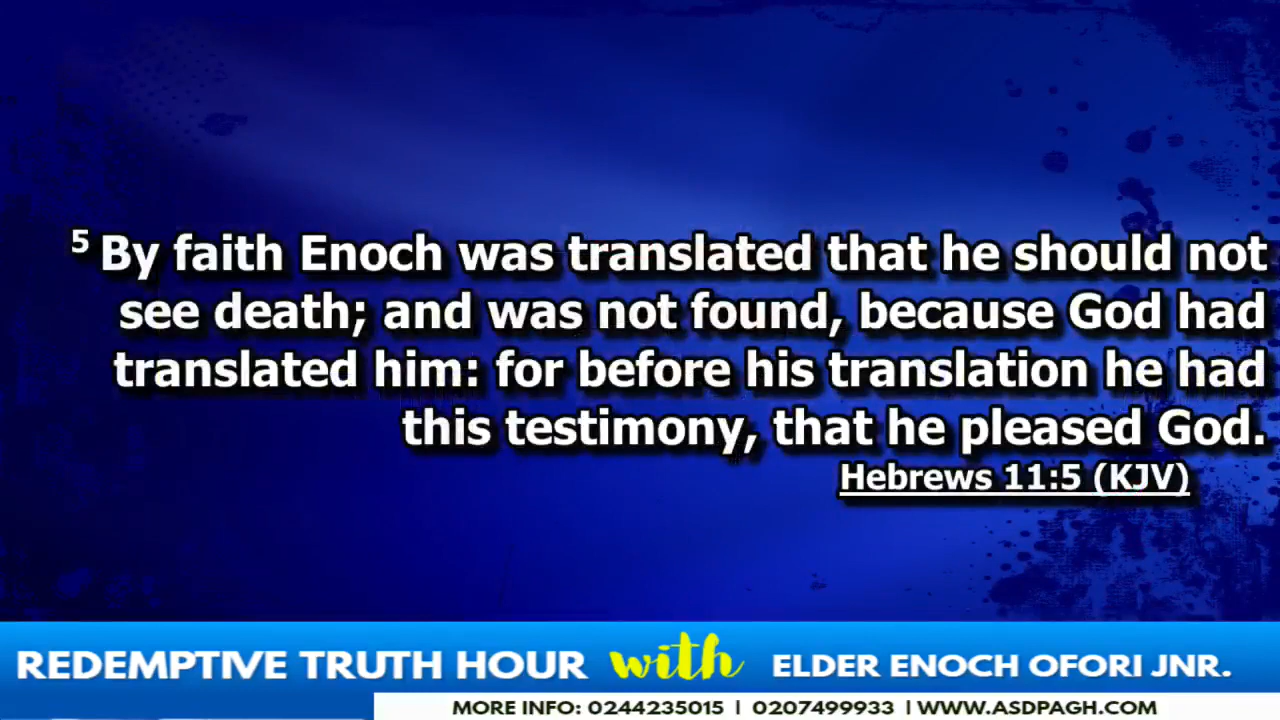 5 By faith Enoch was translated that he should not
see death; and was not found, because God had
translated him: for before his translation he had
this testimony, that he pleased God.
Hebrews 11:5 (KJV)
REDEMPTIVE TRUTH HOUR with ELDER ENOCH OFORI JNR.
MORE INFO: 0244235015 | 0207499933 | WWW.ASDPAGH.COM